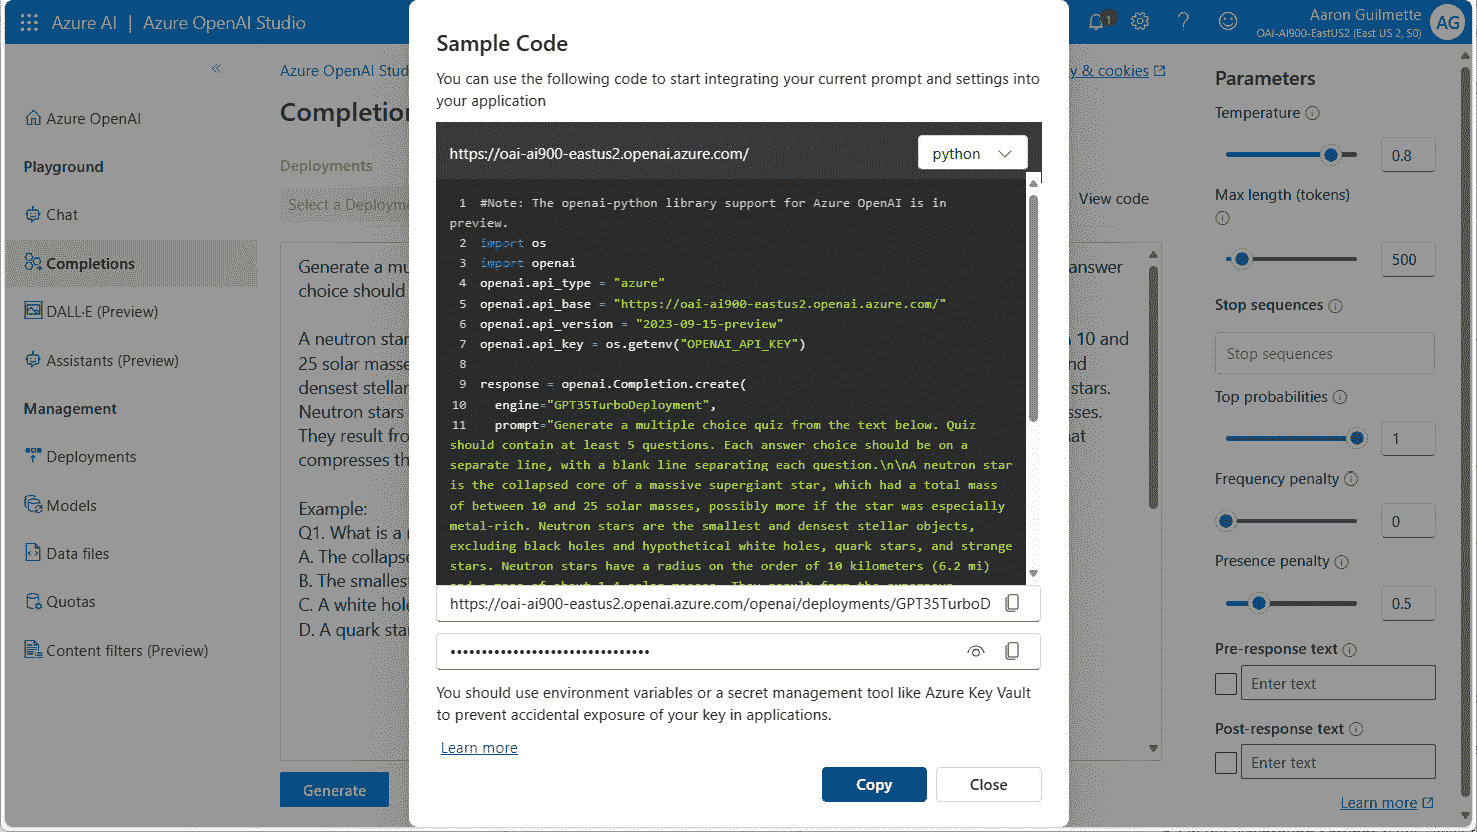 Azure AI | Azure OpenAI Studio
1
Aaron Guilmette
OAI-AI900-EastUS2 (East US 2, S0)
AG
Azure OpenAI
Playground
Chat
Completions
DALL·E (Preview)
Assistants (Preview)
Management
Deployments
Models
Data files
Quotas
Content filters (Preview)
Azure OpenAI Stud
y & cookies
Completion
Deployments
Select a Deployme
View code
Generate a mu
answer
choice should
A neutron star
10 and
25 solar masse
nd
densest stellar
stars.
Neutron stars
sses.
They result fro
at
compresses th
Example:
Q1. What is a
A. The collapse
B. The smallest
C. A white hole
D. A quark sta
Generate
Sample Code
You can use the following code to start integrating your current prompt and settings into
your application
https://oai-ai900-eastus2.openai.azure.com/
python
1 #Note: The openai-python library support for Azure OpenAI is in
preview.
2 import os
3 import openai
4 openai.api_type = "azure"
5 openai.api_base = "https://oai-ai900-eastus2.openai.azure.com/"
6 openai.api_version = "2023-09-15-preview"
7 openai.api_key = os.getenv("OPENAI_API_KEY")
8
9 response = openai.Completion.create(
10 engine="GPT35TurboDeployment",
11 prompt="Generate a multiple choice quiz from the text below. Quiz
should contain at least 5 questions. Each answer choice should be on a
separate line, with a blank line separating each question.\n\nA neutron star
is the collapsed core of a massive supergiant star, which had a total mass
of between 10 and 25 solar masses, possibly more if the star was especially
metal-rich. Neutron stars are the smallest and densest stellar objects,
excluding black holes and hypothetical white holes, quark stars, and strange
stars. Neutron stars have a radius on the order of 10 kilometers (6.2 mi)
https://oai-ai900-eastus2.openai.azure.com/openai/deployments/GPT35TurboD
••••••••••••••••••••••••••••••••
You should use environment variables or a secret management tool like Azure Key Vault
to prevent accidental exposure of your key in applications.
Learn more
Copy
Close
Parameters
Temperature
0.8
Max length (tokens)
500
Stop sequences
Stop sequences
Top probabilities
1
Frequency penalty
0
Presence penalty
0.5
Pre-response text
Enter text
Post-response text
Enter text
Learn more